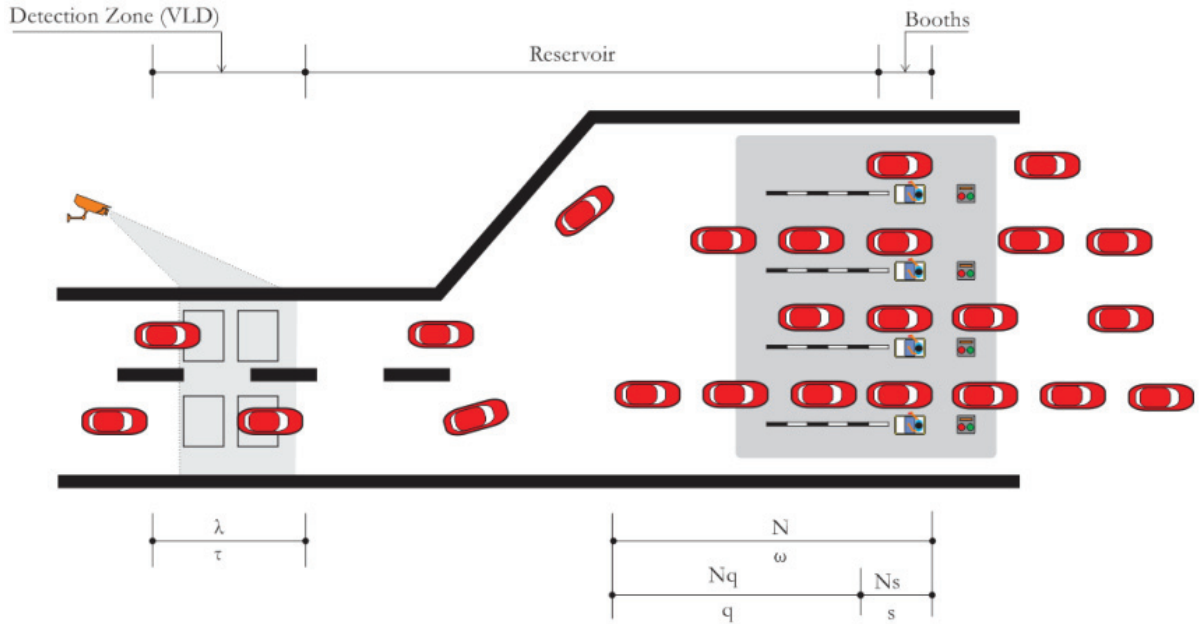 Detection Zone (VLD)
Booths
Reservoir
λ
τ
N
ω
Nq
q
Ns
s